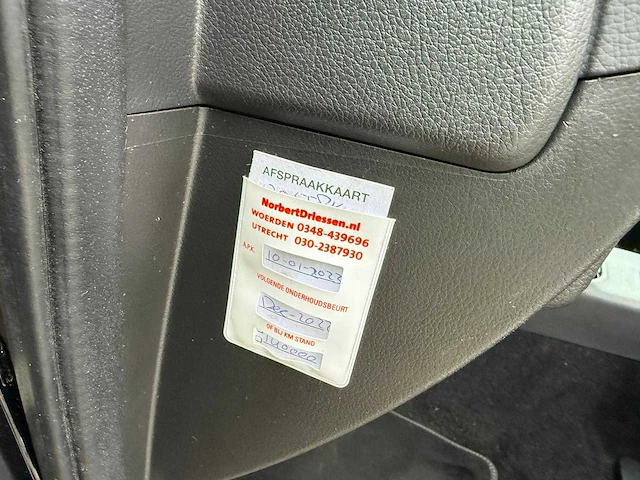 AFSPRAAKKAART
NorbertDriessen.nl
WOERDEN 0348-439696
UTRECHT 030-2387930
A.P.K.
10-01-2023
VOLGENDE ONDERHOUDSBEURT
Dec-2022
OF BIJ KM STAND
140000